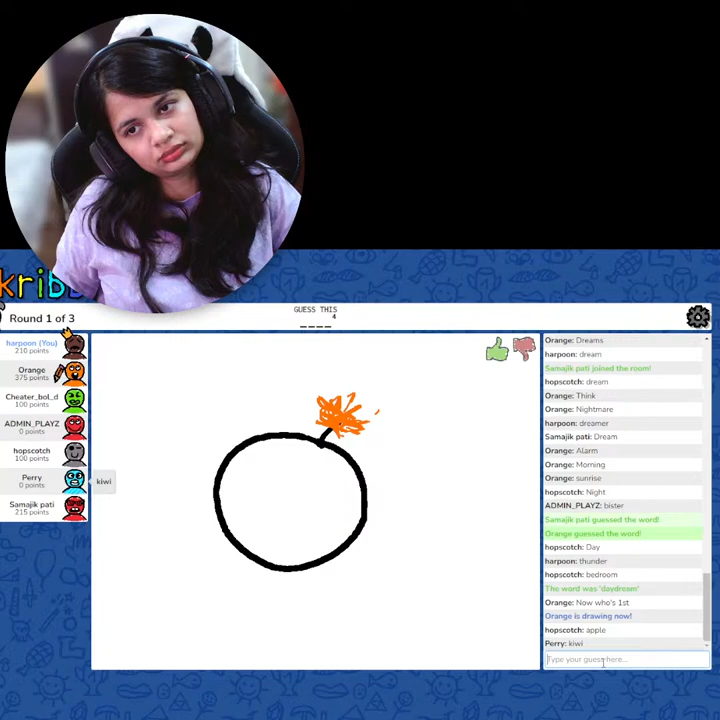 krib
Round 1 of 3
GUESS THIS
_ _ _ _ 4
harpoon (You)
210 points
Orange
375 points
Cheater_bol_d
100 points
ADMIN_PLAYZ
0 points
hopscotch
100 points
Perry
0 points
Samajik pati
215 points
kiwi
Orange: Dreams
harpoon: dream
Samajik pati joined the room!
hopscotch: dream
Orange: Think
Orange: Nightmare
harpoon: dreamer
Samajik pati: Dream
Orange: Alarm
Orange: Morning
Orange: sunrise
hopscotch: Night
ADMIN_PLAYZ: bister
Samajik pati guessed the word!
Orange guessed the word!
hopscotch: Day
harpoon: thunder
hopscotch: bedroom
The word was 'daydream'
Orange: Now who's 1st
Orange is drawing now!
hopscotch: apple
Perry: kiwi
Type your guess here...